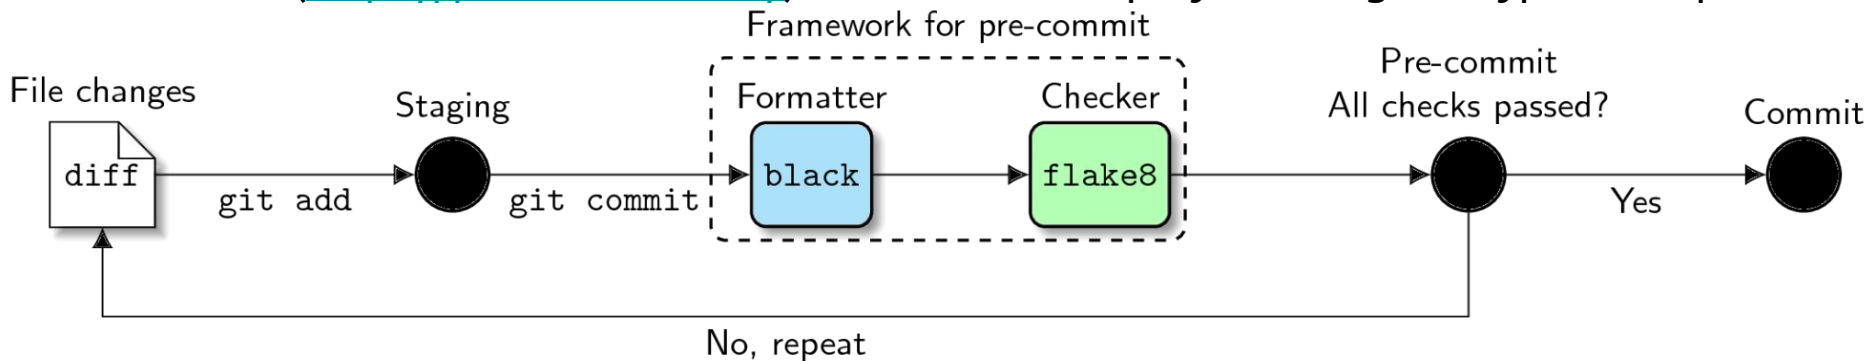 Framework for pre-commit
File changes
Staging
Formatter
Checker
Pre-commit
All checks passed?
Commit
diff
git add
git commit
black
flake8
Yes
No, repeat